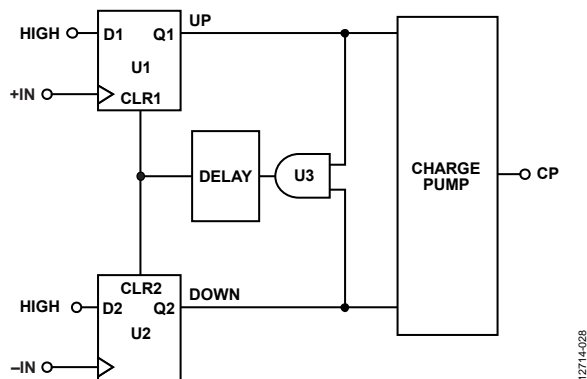 UP
HIGH
D1
Q1
U1
+IN
CLR1
DELAY
U3
CHARGE
PUMP
CP
CLR2
DOWN
HIGH
D2
Q2
U2
–IN
12714-028